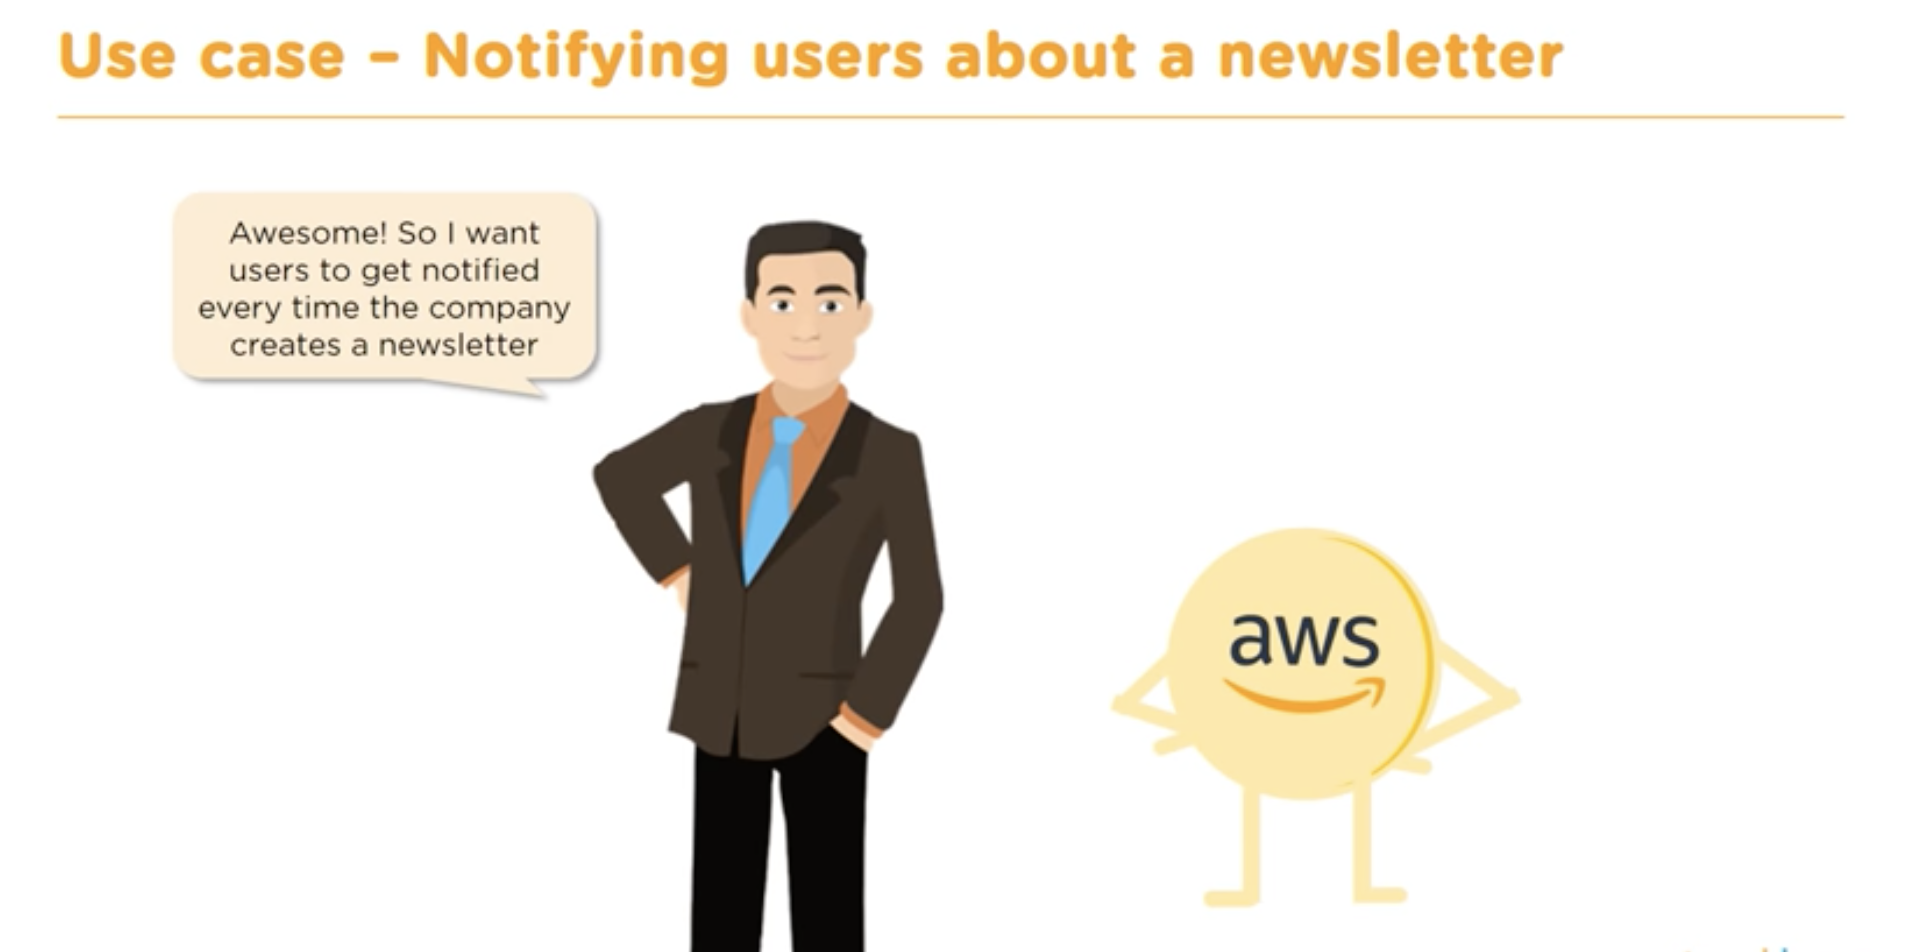 Use case – Notifying users about a newsletter
Awesome! So I want
users to get notified
every time the company
creates a newsletter
aws